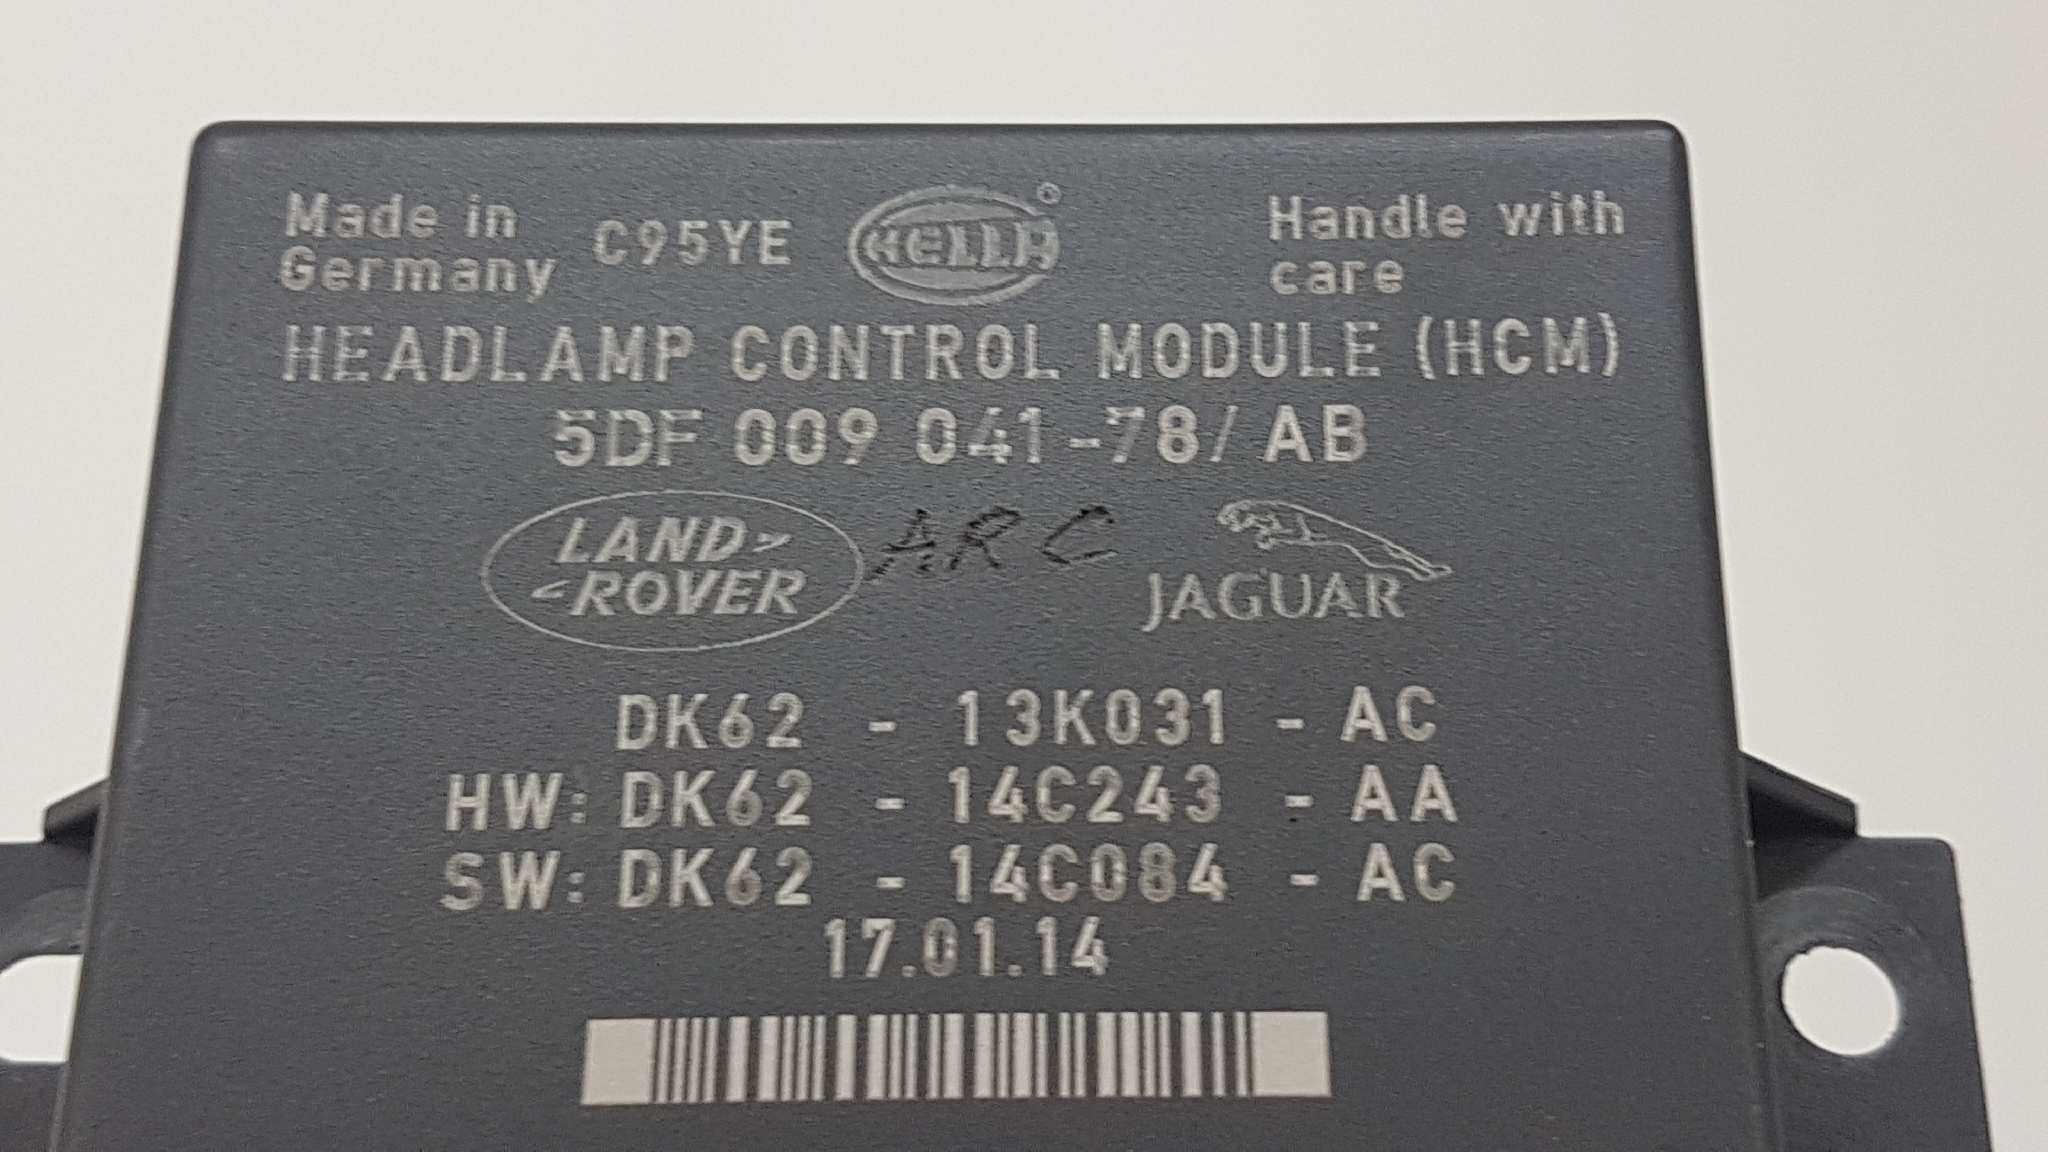 Made in
Germany
C95YE
HELLA®
Handle with
care
HEADLAMP CONTROL MODULE (HCM)
5DF 009 041-78/ AB
LAND-
ROVER
ARC
JAGUAR
DK62 - 13K031 - AC
HW: DK62 - 14C243 - AA
SW: DK62 - 14C084 - AC
17.01.14